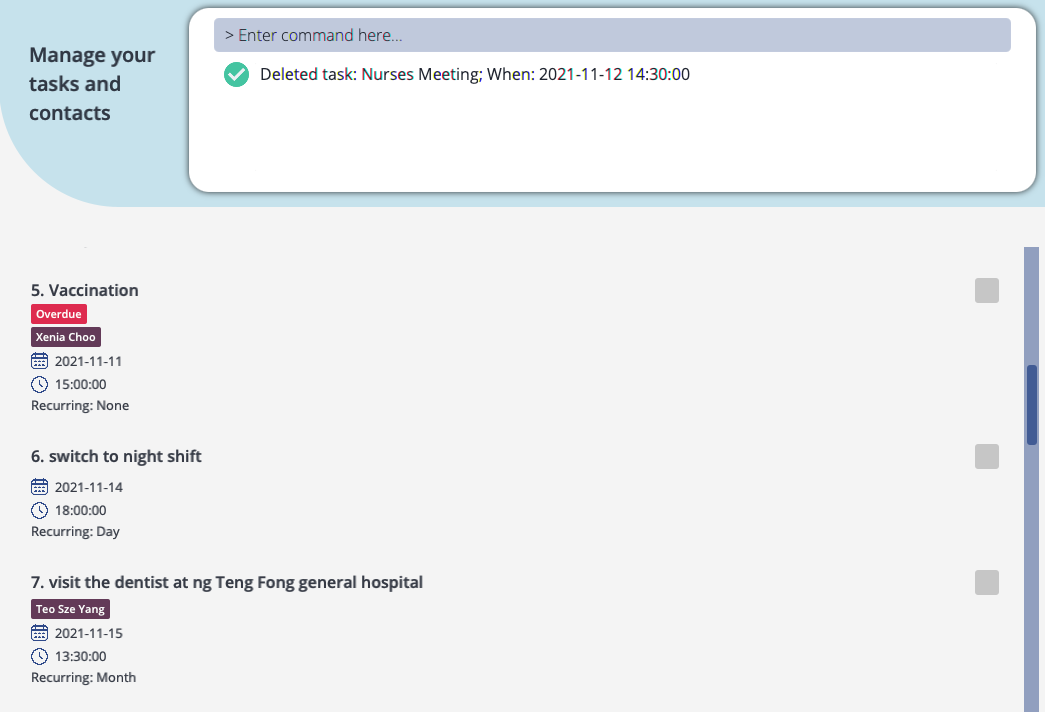 Manage your
tasks and
contacts
> Enter command here...
Deleted task: Nurses Meeting; When: 2021-11-12 14:30:00
5. Vaccination
Overdue
Xenia Choo
2021-11-11
15:00:00
Recurring: None
6. switch to night shift
2021-11-14
18:00:00
Recurring: Day
7. visit the dentist at ng Teng Fong general hospital
Teo Sze Yang
2021-11-15
13:30:00
Recurring: Month